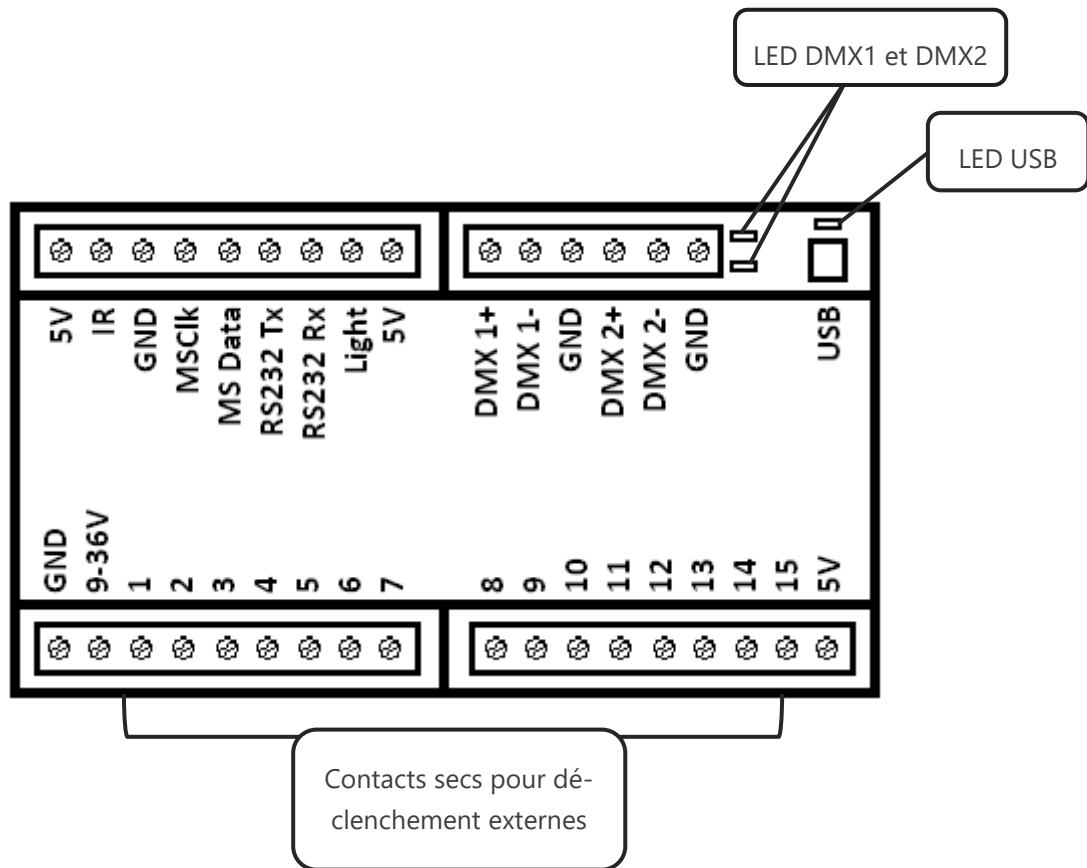 LED DMX1 et DMX2
LED USB
5V
IR
GND
MSClk
MS Data
RS232 Tx
RS232 Rx
Light
5V
DMX 1+
DMX 1-
GND
DMX 2+
DMX 2-
GND
USB
GND
9-36V
1
2
3
4
5
6
7
8
9
10
11
12
13
14
15
5V
Contacts secs pour dé-
clenchement externes